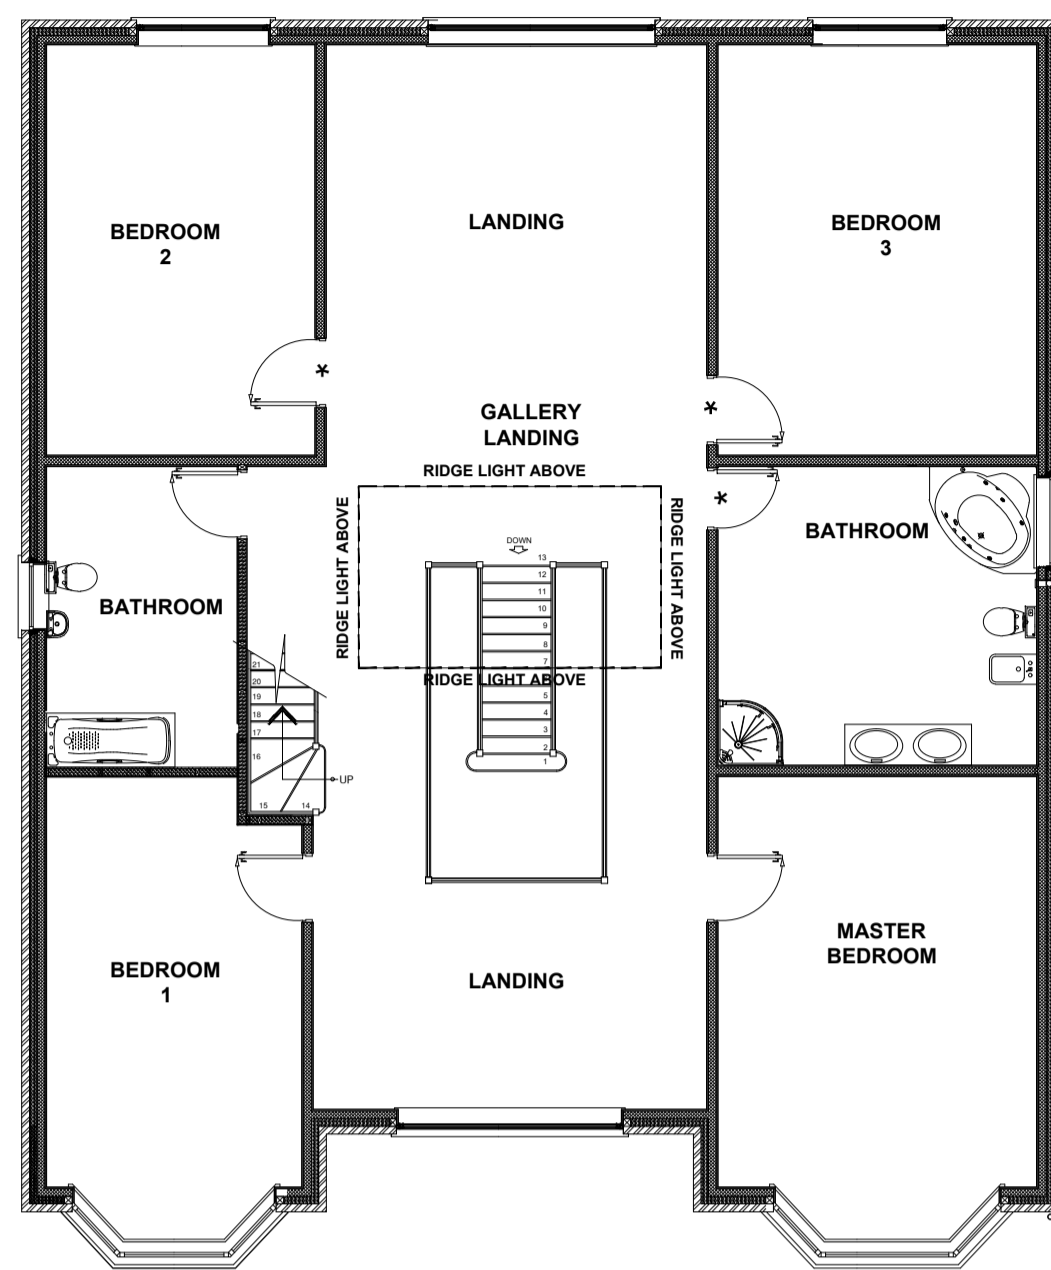 BEDROOM
2
LANDING
BEDROOM
3
*
*
GALLERY
LANDING
RIDGE LIGHT ABOVE
*
RIDGE LIGHT ABOVE
RIDGE LIGHT ABOVE
BATHROOM
DOWN
13
12
11
10
9
8
7
RIDGE LIGHT ABOVE
5
4
3
2
1
BATHROOM
21
20
19
18
17
16
15
14
UP
BEDROOM
1
LANDING
MASTER
BEDROOM